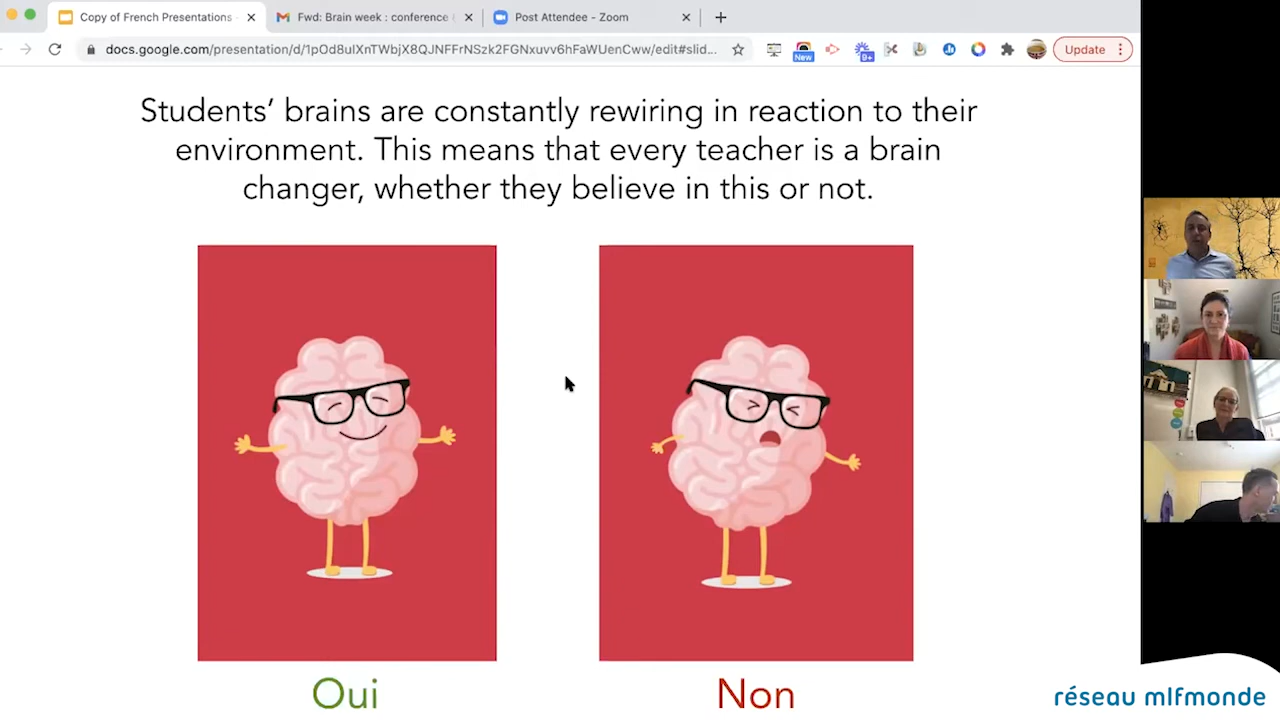 Copy of French Presentations
Fwd: Brain week : conference
Post Attendee - Zoom
docs.google.com/presentation/d/1pOd8uIXnTWbjX8QJNFFrNSzk2FGNxuvv6hFaWUenCww/edit#slid...
New
9+
Update
Students’ brains are constantly rewiring in reaction to their
environment. This means that every teacher is a brain
changer, whether they believe in this or not.
Oui
Non
réseau mlfmonde